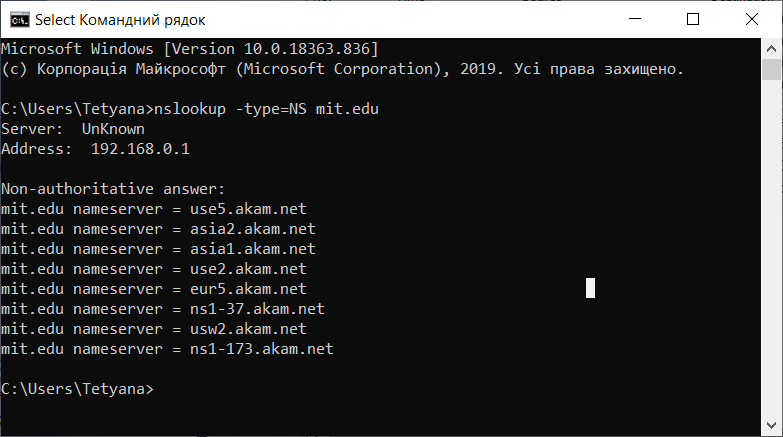 Select Командний рядок
Microsoft Windows [Version 10.0.18363.836]
(c) Корпорація Майкрософт (Microsoft Corporation), 2019. Усі права захищено.
C:\Users\Tetyana>nslookup -type=NS mit.edu
Server:  UnKnown
Address:  192.168.0.1
Non-authoritative answer:
mit.edu nameserver = use5.akam.net
mit.edu nameserver = asia2.akam.net
mit.edu nameserver = asia1.akam.net
mit.edu nameserver = use2.akam.net
mit.edu nameserver = eur5.akam.net
mit.edu nameserver = ns1-37.akam.net
mit.edu nameserver = usw2.akam.net
mit.edu nameserver = ns1-173.akam.net
C:\Users\Tetyana>